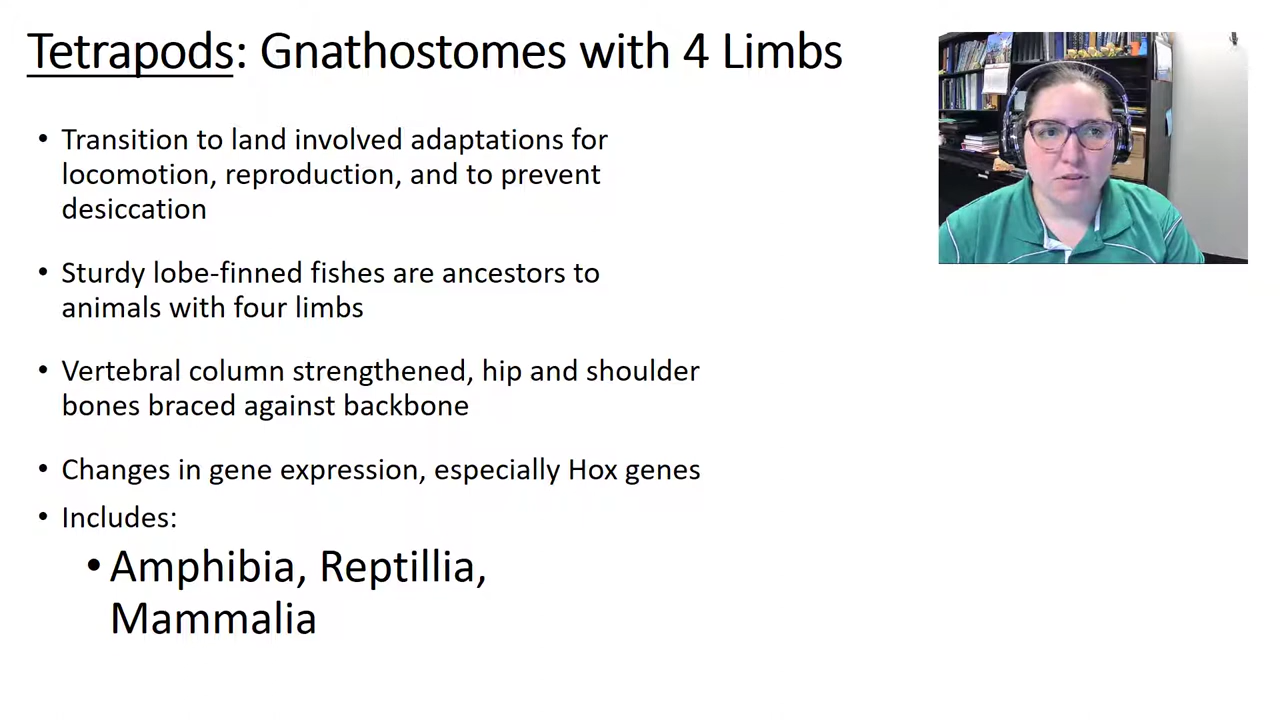 Tetrapods: Gnathostomes with 4 Limbs
• Transition to land involved adaptations for
locomotion, reproduction, and to prevent
desiccation
• Sturdy lobe-finned fishes are ancestors to
animals with four limbs
• Vertebral column strengthened, hip and shoulder
bones braced against backbone
• Changes in gene expression, especially Hox genes
• Includes:
• Amphibia, Reptillia,
Mammalia